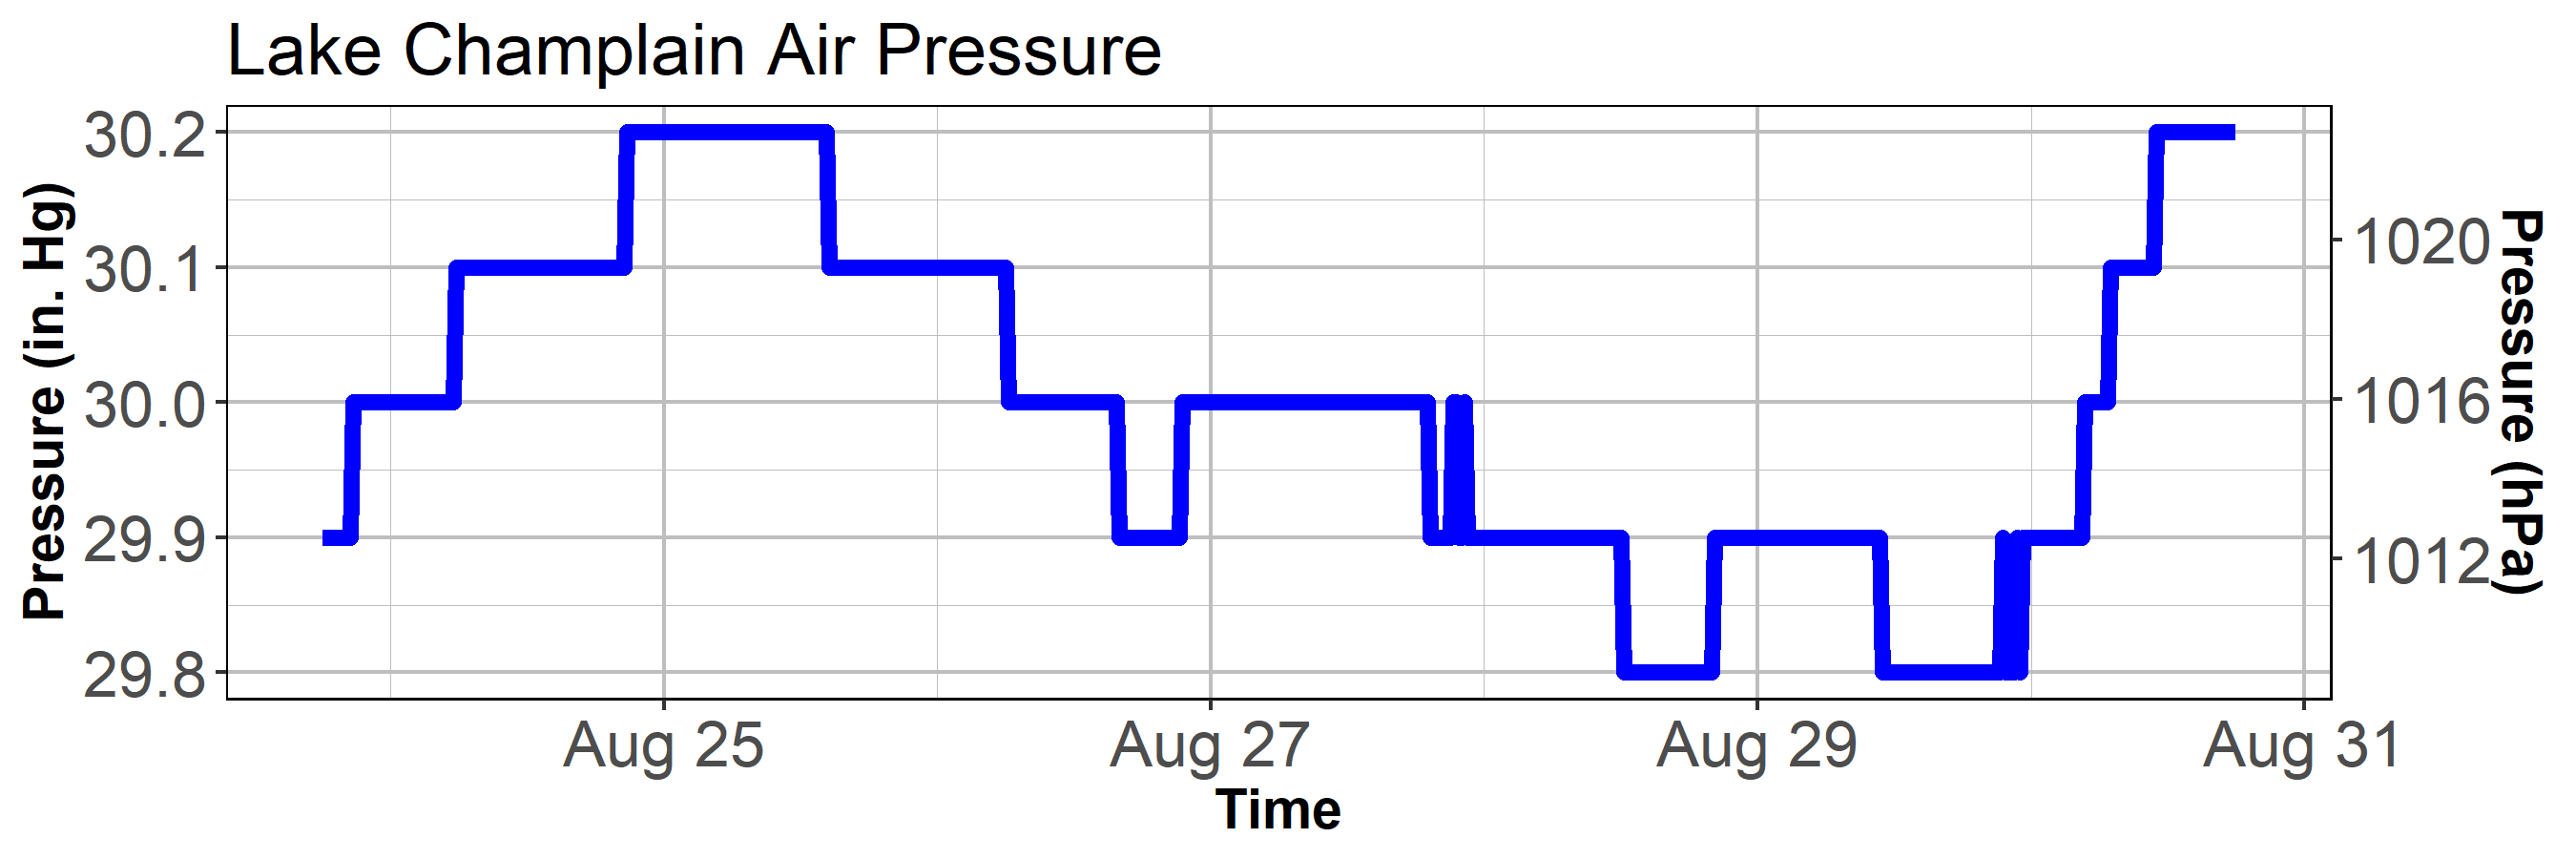 Lake Champlain Air Pressure
Pressure (in. Hg)
30.2
30.1
30.0
29.9
29.8
1020
1016
1012
Pressure (hPa)
Aug 25 Aug 27 Aug 29 Aug 31
Time